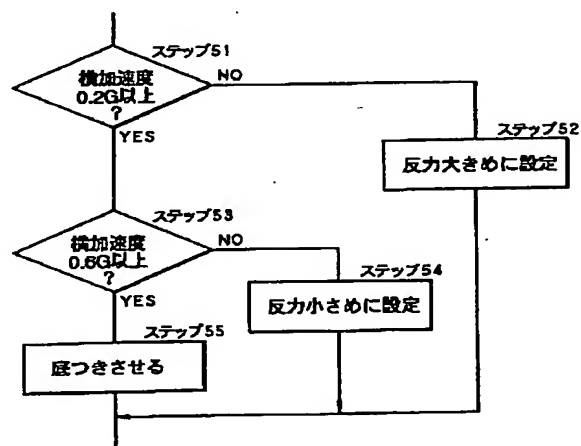 ステップ51
横加速度
0.2G以上
?
NO
YES
ステップ52
反力大きめに設定
ステップ53
横加速度
0.6G以上
?
NO
YES
ステップ54
反力小さめに設定
ステップ55
底つきさせる